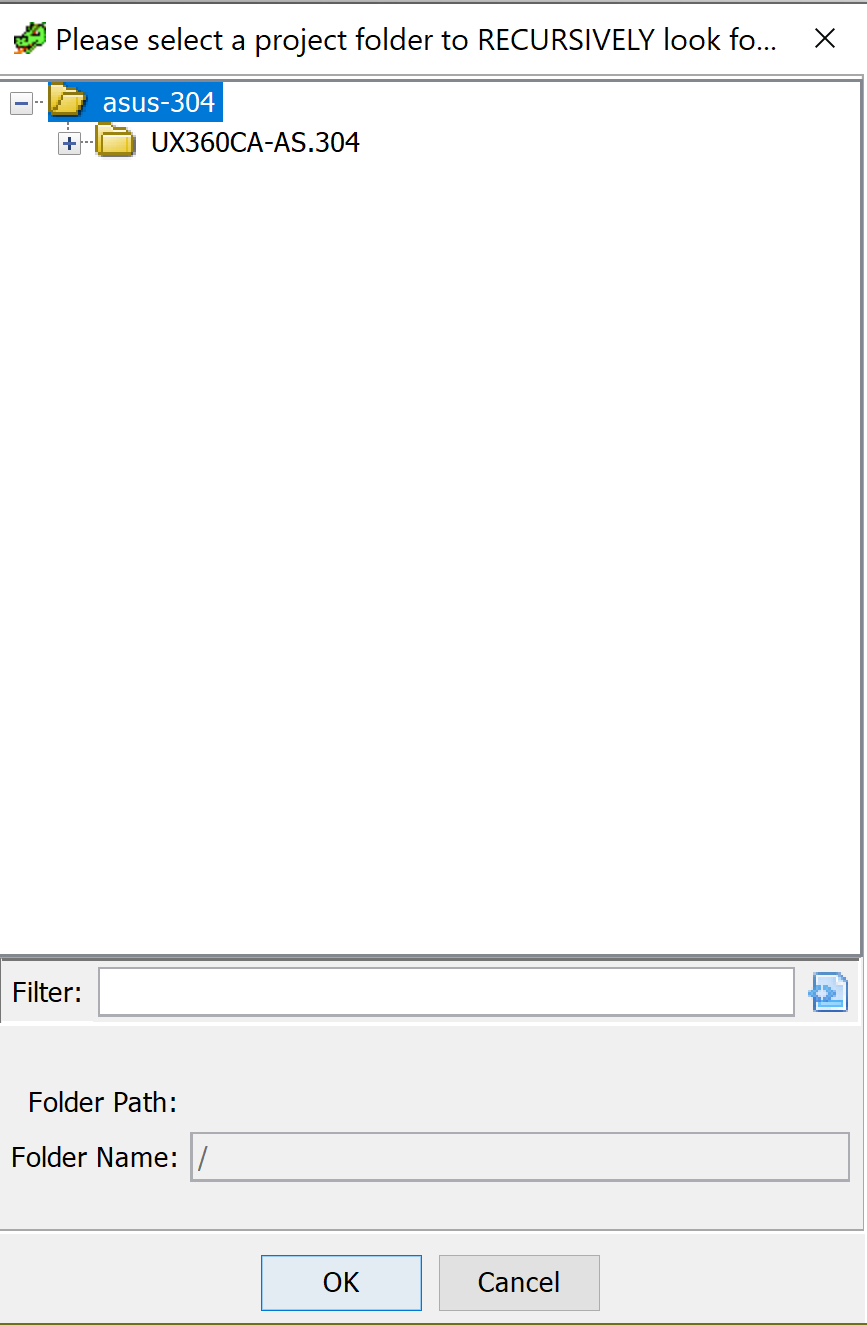 Please select a project folder to RECURSIVELY look fo...
asus-304
UX360CA-AS.304
Filter:
Folder Path:
Folder Name: /
OK Cancel